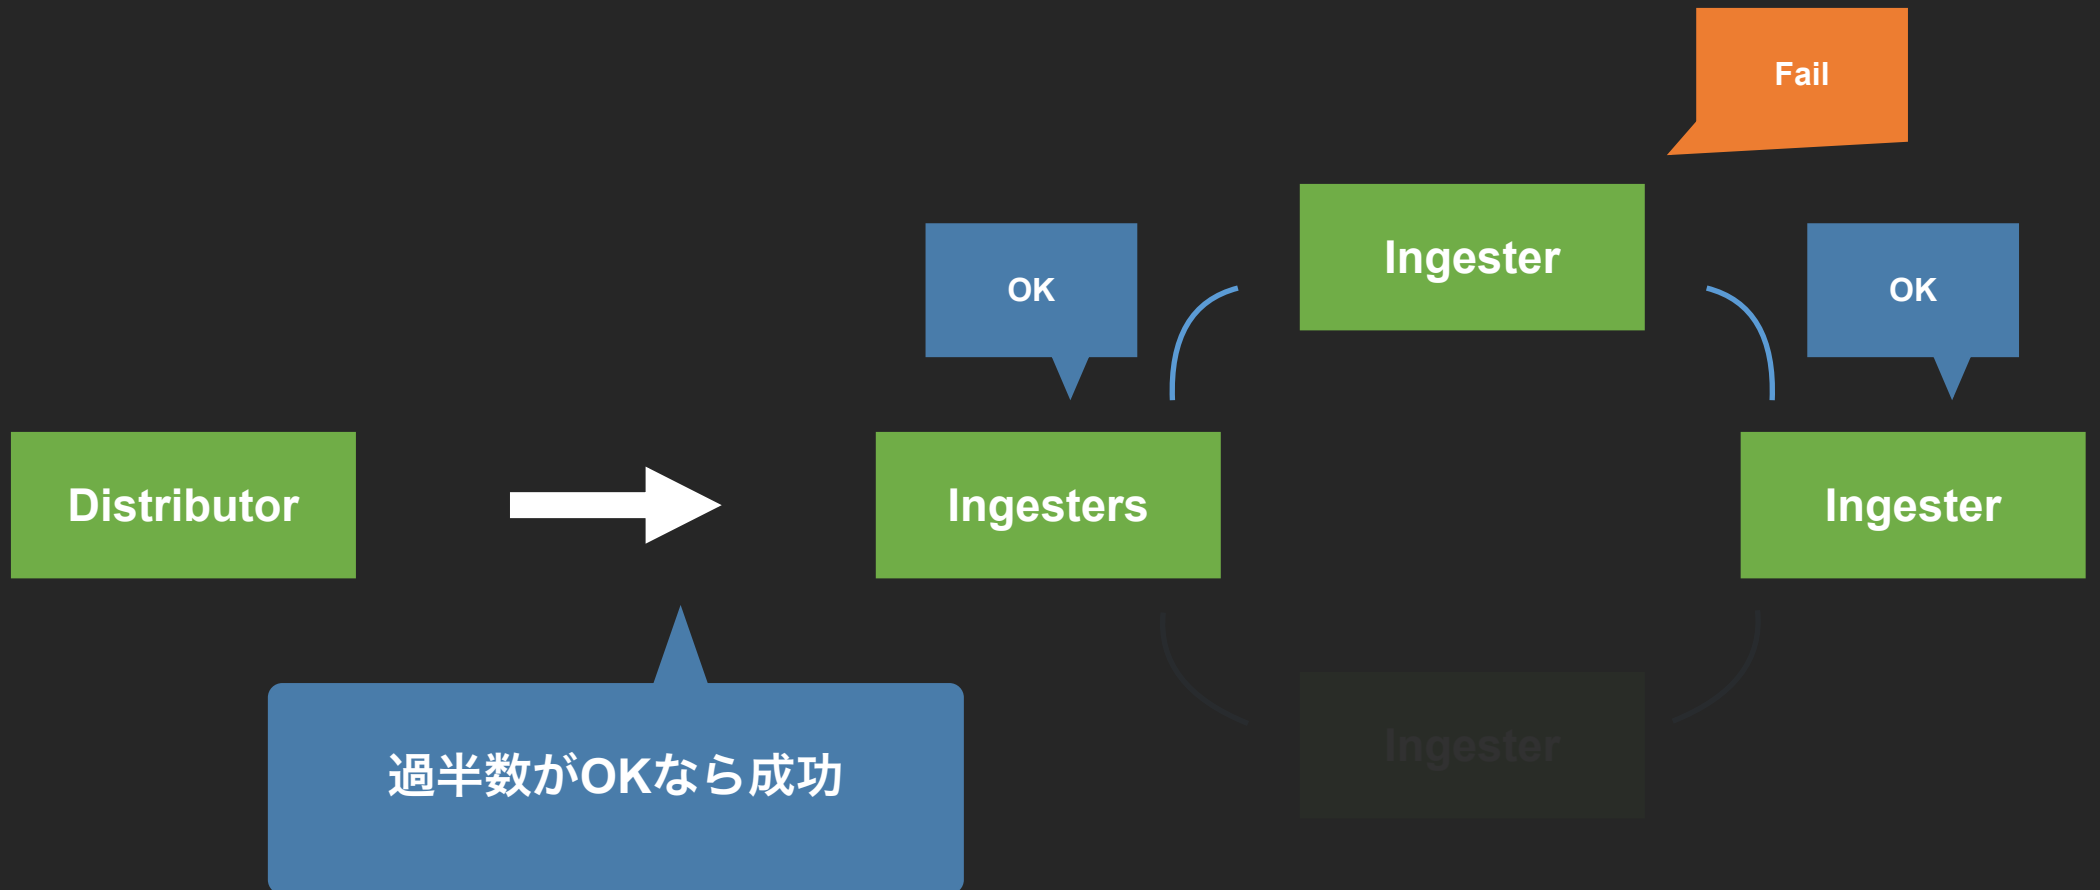 Fail
Ingester
OK
OK
Distributor
Ingesters
Ingester
過半数がOKなら成功
Ingester